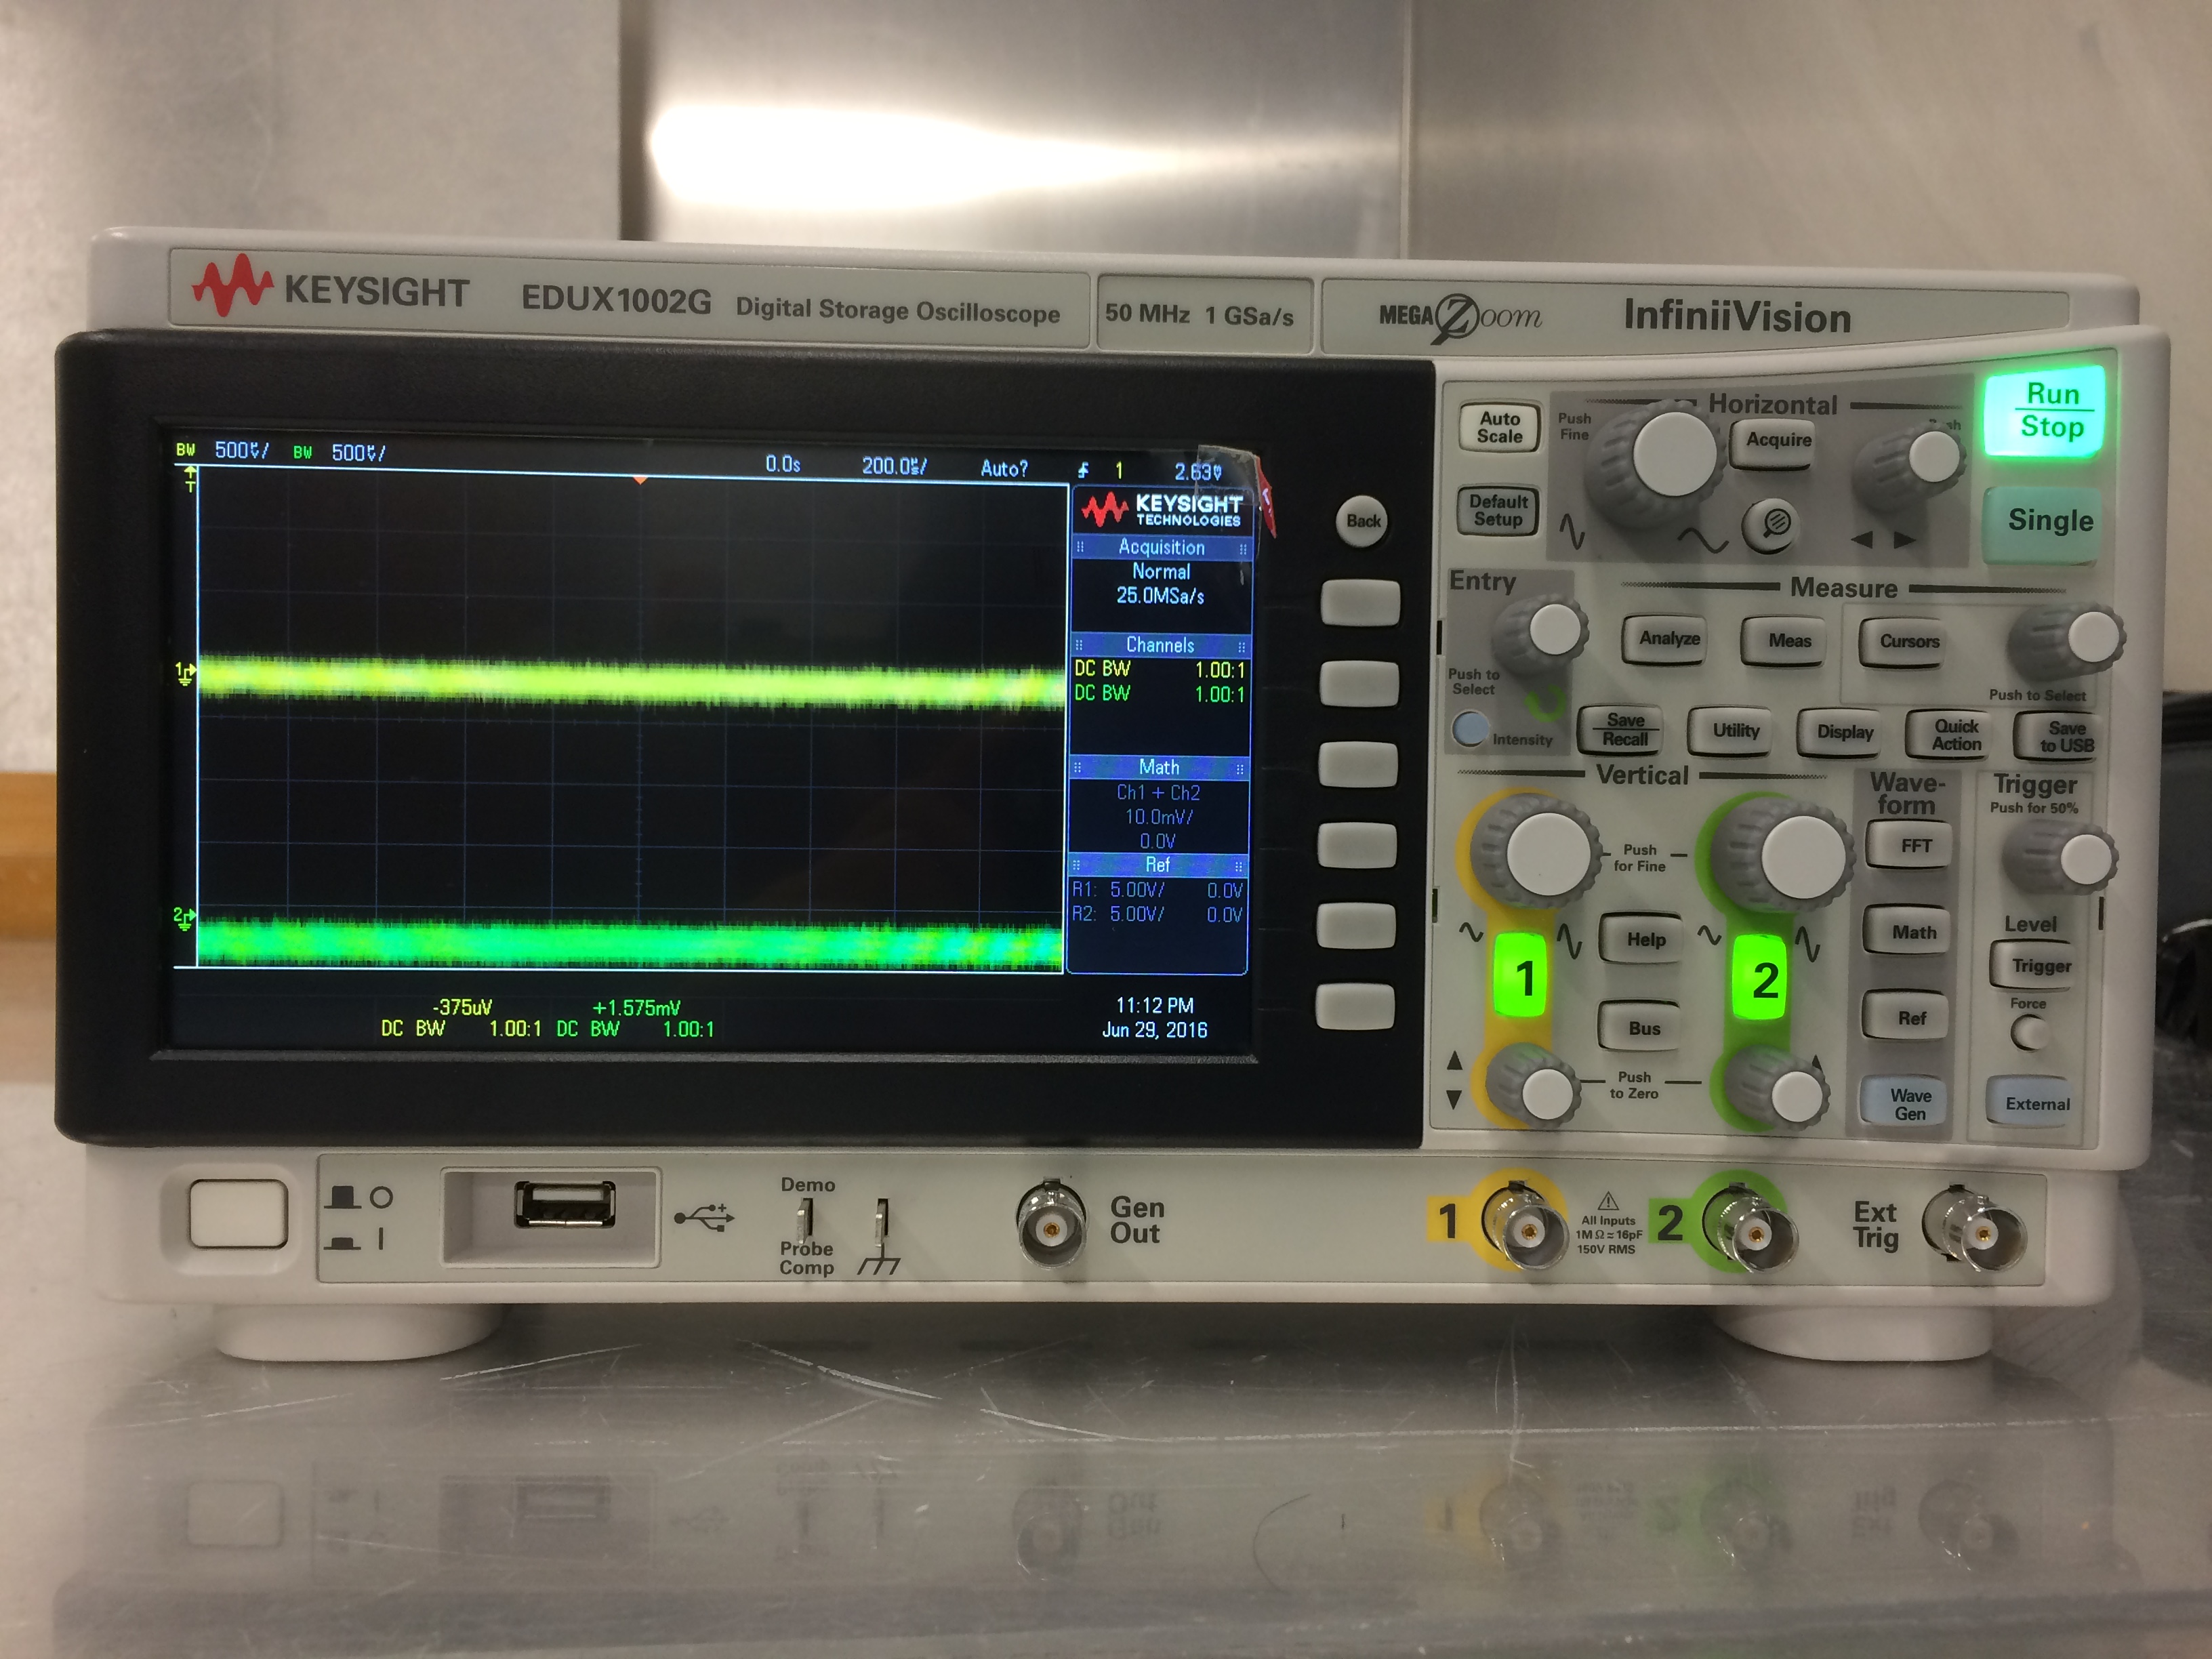 KEYSIGHT EDUX1002G Digital Storage Oscilloscope 50 MHz 1 GSa/s MEGA Zoom InfiniiVision
BW 500µV/ BW 500µV/ 0.0s 200.0µs/ Auto? 1 2.63V
T
KEYSIGHT
TECHNOLOGIES
Acquisition
Normal
25.0MSa/s
Channels
DC BW 1.00:1
DC BW 1.00:1
Math
Ch1 + Ch2
10.0mV/
0.0V
Ref
R1: 5.00V/ 0.0V
R2: 5.00V/ 0.0V
1
2
-375uV +1.575mV
DC BW 1.00:1 DC BW 1.00:1
11:12 PM
Jun 29, 2016
Back
Auto
Scale
Default
Setup
Horizontal
Push
Fine
Acquire
Run
Stop
Single
Entry
Push to
Select
Intensity
Measure
Analyze
Meas
Cursors
Push to Select
Save
Recall
Utility
Display
Quick
Action
Save
to USB
Vertical
Push
for Fine
1
Help
2
Bus
Push
to Zero
Wave-
form
FFT
Math
Ref
Wave
Gen
Trigger
Push for 50%
Level
Trigger
Force
External
Demo
Probe
Comp
Gen
Out
1
All Inputs
1MΩ≂16pF
150V RMS
2
Ext
Trig